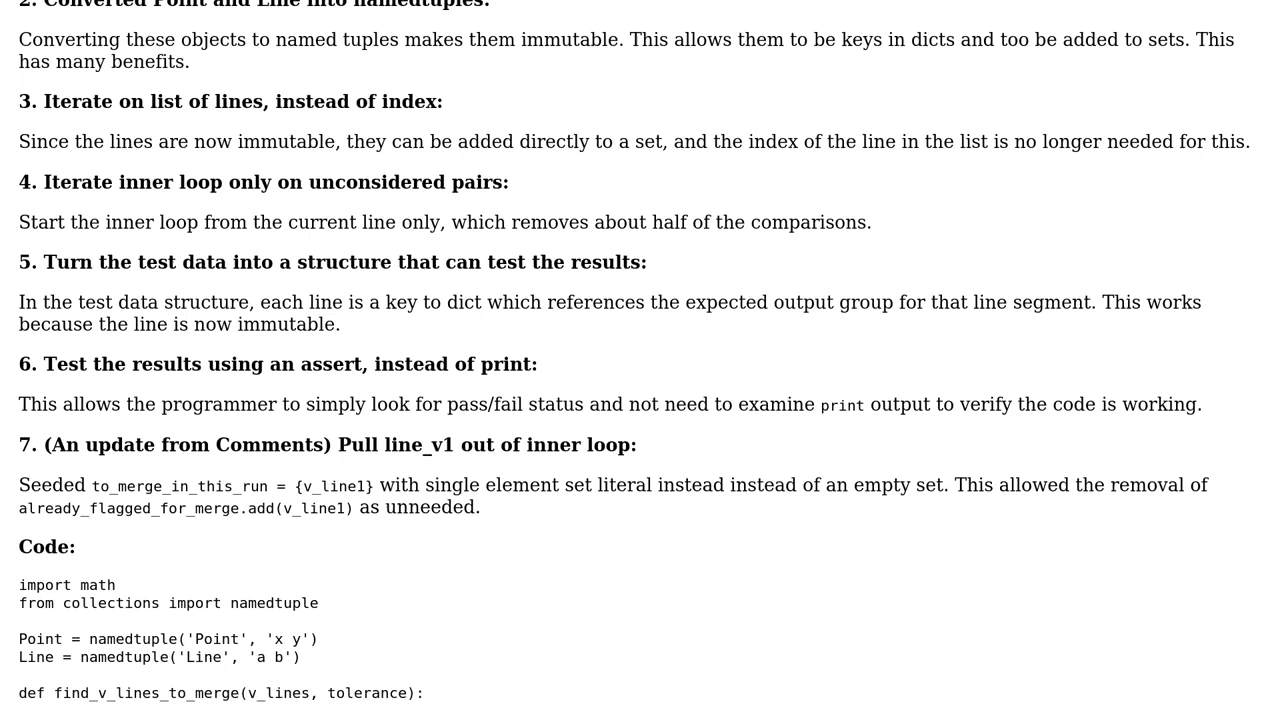 2. Converted Point and Line into namedtuples:
Converting these objects to named tuples makes them immutable. This allows them to be keys in dicts and too be added to sets. This
has many benefits.
3. Iterate on list of lines, instead of index:
Since the lines are now immutable, they can be added directly to a set, and the index of the line in the list is no longer needed for this.
4. Iterate inner loop only on unconsidered pairs:
Start the inner loop from the current line only, which removes about half of the comparisons.
5. Turn the test data into a structure that can test the results:
In the test data structure, each line is a key to dict which references the expected output group for that line segment. This works
because the line is now immutable.
6. Test the results using an assert, instead of print:
This allows the programmer to simply look for pass/fail status and not need to examine print output to verify the code is working.
7. (An update from Comments) Pull line_v1 out of inner loop:
Seeded to_merge_in_this_run = {v_line1} with single element set literal instead instead of an empty set. This allowed the removal of
already_flagged_for_merge.add(v_line1) as unneeded.
Code:
import math
from collections import namedtuple
Point = namedtuple('Point', 'x y')
Line = namedtuple('Line', 'a b')
def find_v_lines_to_merge(v_lines, tolerance):